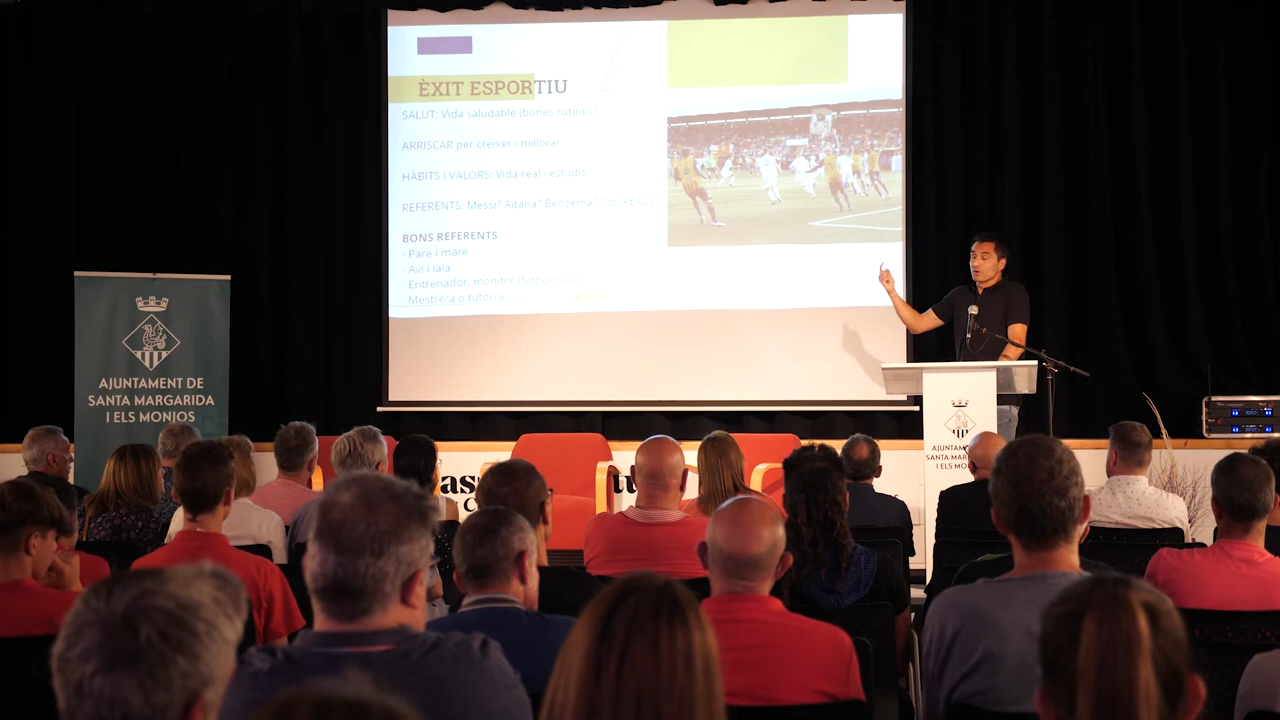 ÈXIT ESPORTIU
SALUT: Vida saludable (bones rutines)
ARRISCAR per créixer i millorar
HÀBITS I VALORS: Vida real i estudis
REFERENTS: Messi? Aitana? Benzema? Són REALS
BONS REFERENTS
- Pare i mare
- Avi i iaia
- Entrenador, monitor
- Mestre/a o tutor/a
AJUNTAMENT DE
SANTA MARGARIDA
I ELS MONJOS
AJUNTAMENT
SANTA MARGARIDA
I ELS MONJOS